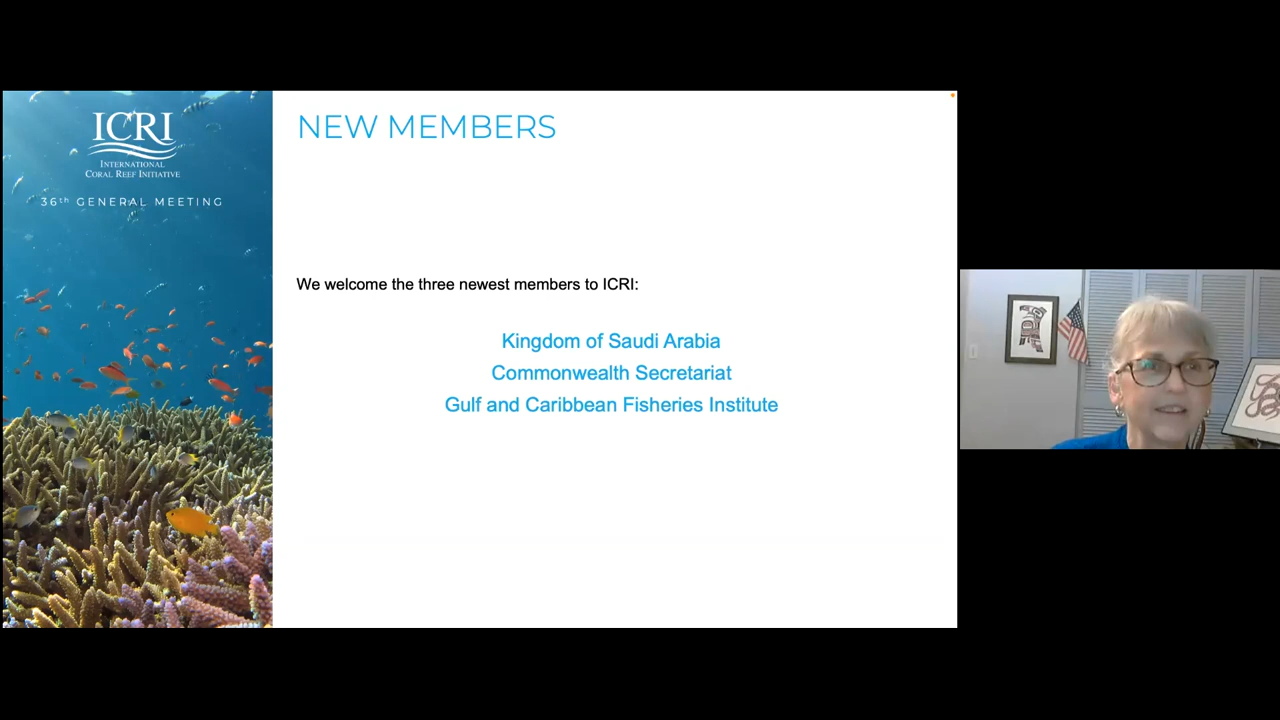 ICRI
INTERNATIONAL
CORAL REEF INITIATIVE
36th GENERAL MEETING
NEW MEMBERS
We welcome the three newest members to ICRI:
Kingdom of Saudi Arabia
Commonwealth Secretariat
Gulf and Caribbean Fisheries Institute